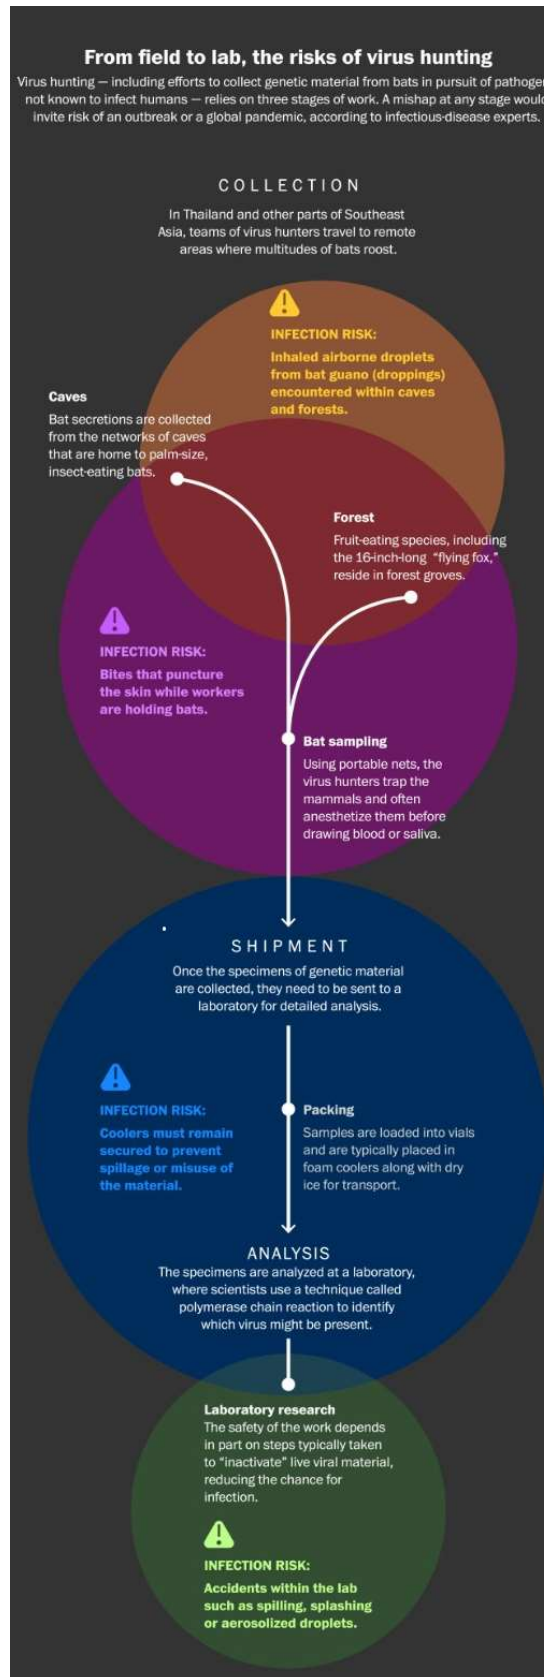 From field to lab, the risks of virus hunting
Virus hunting — including efforts to collect genetic material from bats in pursuit of pathogen
not known to infect humans — relies on three stages of work. A mishap at any stage would
invite risk of an outbreak or a global pandemic, according to infectious-disease experts.
COLLECTION
In Thailand and other parts of Southeast
Asia, teams of virus hunters travel to remote
areas where multitudes of bats roost.
INFECTION RISK:
Inhaled airborne droplets
from bat guano (droppings)
encountered within caves
and forests.
Caves
Bat secretions are collected
from the networks of caves
that are home to palm-size,
insect-eating bats.
Forest
Fruit-eating species, including
the 16-inch-long "flying fox,"
reside in forest groves.
INFECTION RISK:
Bites that puncture
the skin while workers
are holding bats.
Bat sampling
Using portable nets, the
virus hunters trap the
mammals and often
anesthetize them before
drawing blood or saliva.
SHIPMENT
Once the specimens of genetic material
are collected, they need to be sent to a
laboratory for detailed analysis.
INFECTION RISK:
Coolers must remain
secured to prevent
spillage or misuse of
the material.
Packing
Samples are loaded into vials
and are typically placed in
foam coolers along with dry
ice for transport.
ANALYSIS
The specimens are analyzed at a laboratory,
where scientists use a technique called
polymerase chain reaction to identify
which virus might be present.
Laboratory research
The safety of the work depends
in part on steps typically taken
to "inactivate" live viral material,
reducing the chance for
infection.
INFECTION RISK:
Accidents within the lab
such as spilling, splashing
or aerosolized droplets.